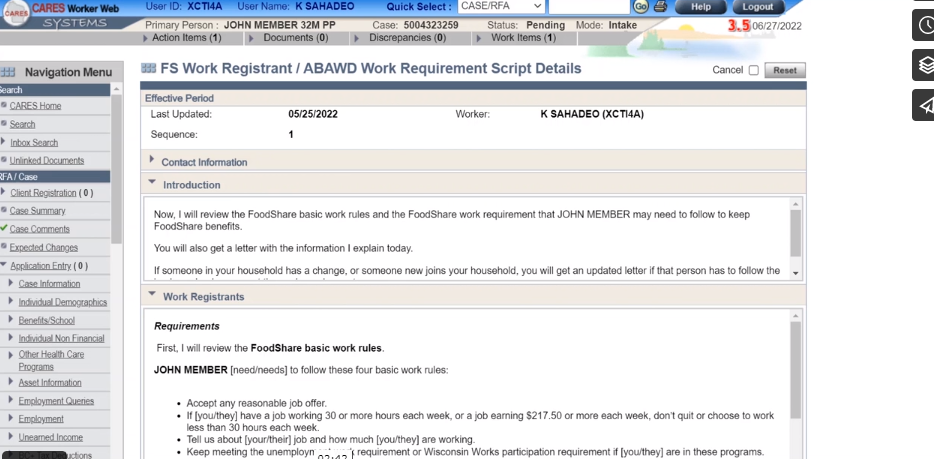 CARES Worker Web User ID: XCTI4A User Name: K SAHADEO Quick Select : CASE/RFA Go Help Logout
CARES
SYSTEMS
Primary Person : JOHN MEMBER 32M PP Case: 5004323259 Status: Pending Mode: Intake 3.5 06/27/2022
Action Items (1) Documents (0) Discrepancies (0) Work Items (1)
Navigation Menu
FS Work Registrant / ABAWD Work Requirement Script Details Cancel Reset
Search
CARES Home
Search
Inbox Search
Unlinked Documents
RFA / Case
Client Registration ( 0 )
Case Summary
Case Comments
Expected Changes
Application Entry ( 0 )
Case Information
Individual Demographics
Benefits/School
Individual Non Financial
Other Health Care
Programs
Asset Information
Employment Queries
Employment
Unearned Income
Deductions
Effective Period
Last Updated: 05/25/2022 Worker: K SAHADEO (XCTI4A)
Sequence: 1
Contact Information
Introduction
Now, I will review the FoodShare basic work rules and the FoodShare work requirement that JOHN MEMBER may need to follow to keep
FoodShare benefits.
You will also get a letter with the information I explain today.
If someone in your household has a change, or someone new joins your household, you will get an updated letter if that person has to follow the
Work Registrants
Requirements
First, I will review the FoodShare basic work rules.
JOHN MEMBER [need/needs] to follow these four basic work rules:
• Accept any reasonable job offer.
• If [you/they] have a job working 30 or more hours each week, or a job earning $217.50 or more each week, don't quit or choose to work
less than 30 hours each week.
• Tell us about [your/their] job and how much [you/they] are working.
• Keep meeting the requirement or Wisconsin Works participation requirement if [you/they] are in these programs.
02:42